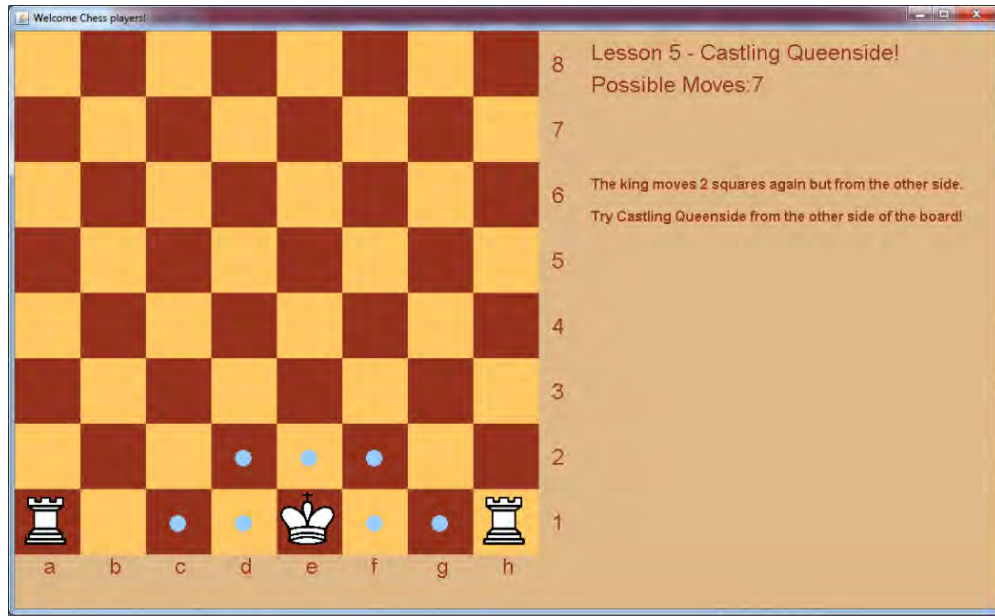 Welcome Chess players!
Lesson 5 - Castling Queenside!
Possible Moves:7
The king moves 2 squares again but from the other side.
Try Castling Queenside from the other side of the board!
8
7
6
5
4
3
2
1
a b c d e f g h